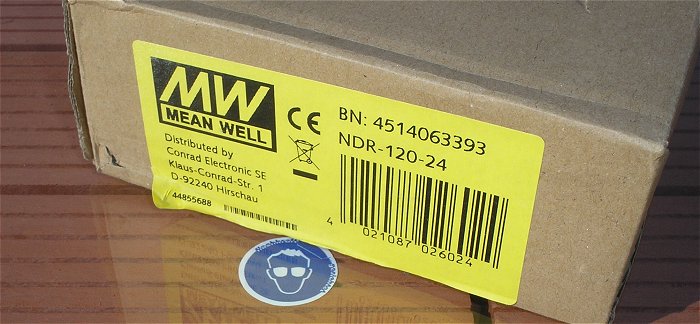 MW
MEAN WELL
Distributed by
Conrad Electronic SE
Klaus-Conrad-Str. 1
D-92240 Hirschau
44855688
CE
BN: 4514063393
NDR-120-24
4 021087 026024